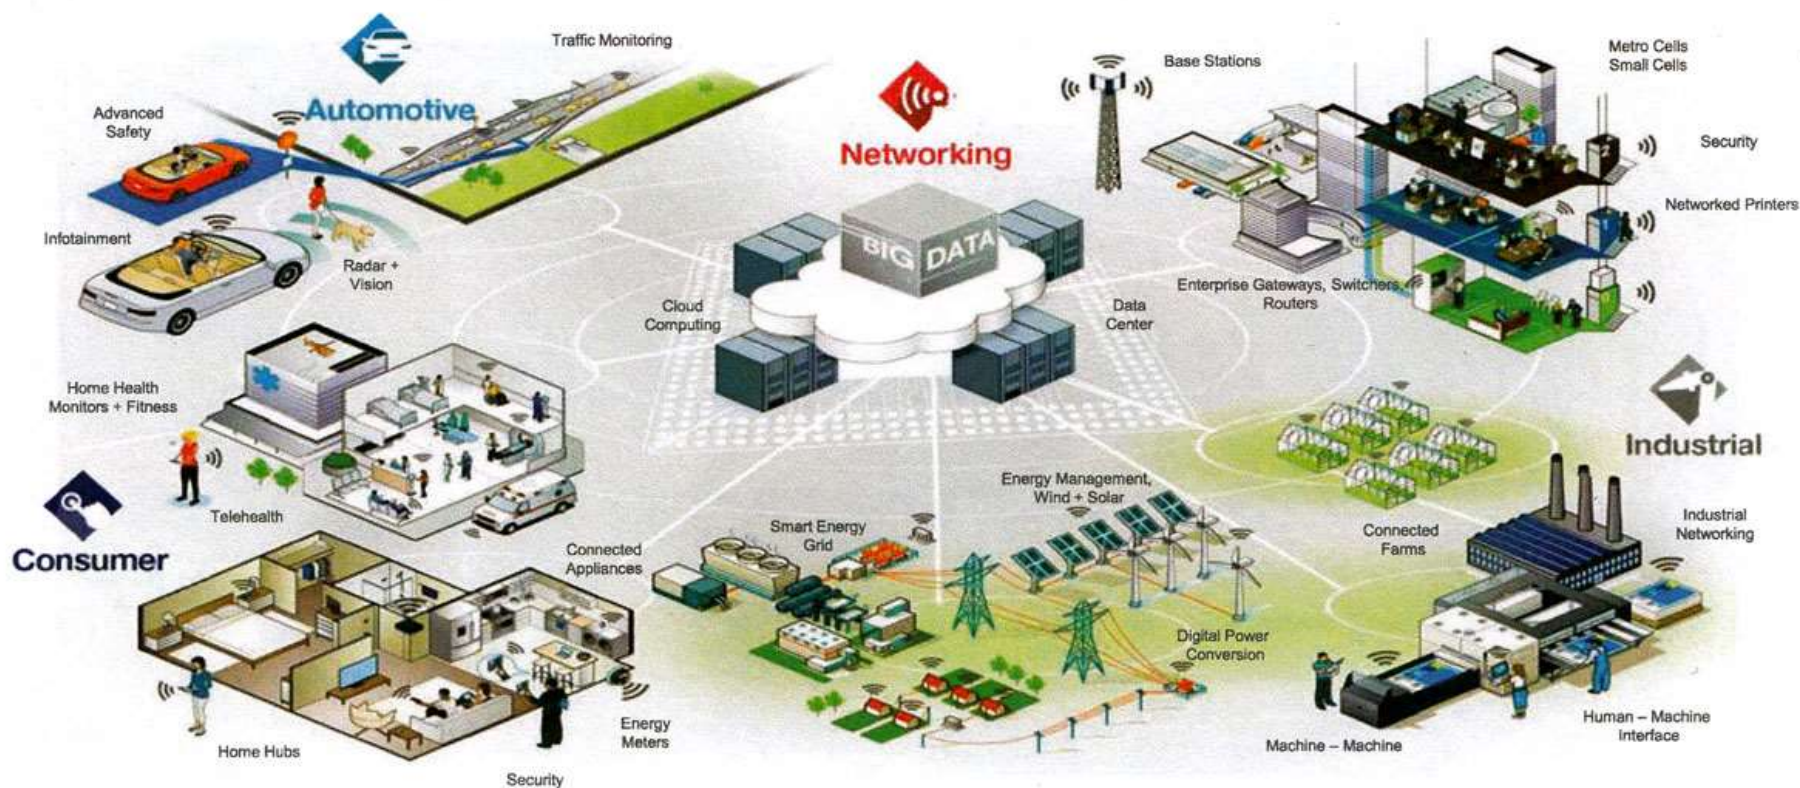 Traffic Monitoring
Automotive
Advanced
Safety
Infotainment
Radar +
Vision
Networking
BIG DATA
Cloud
Computing
Data
Center
Base Stations
Metro Cells
Small Cells
Security
Networked Printers
Enterprise Gateways, Switchers,
Routers
Home Health
Monitors + Fitness
Telehealth
Consumer
Connected
Appliances
Home Hubs
Security
Energy
Meters
Smart Energy
Grid
Energy Management,
Wind + Solar
Digital Power
Conversion
Industrial
Connected
Farms
Industrial
Networking
Machine – Machine
Human – Machine
Interface